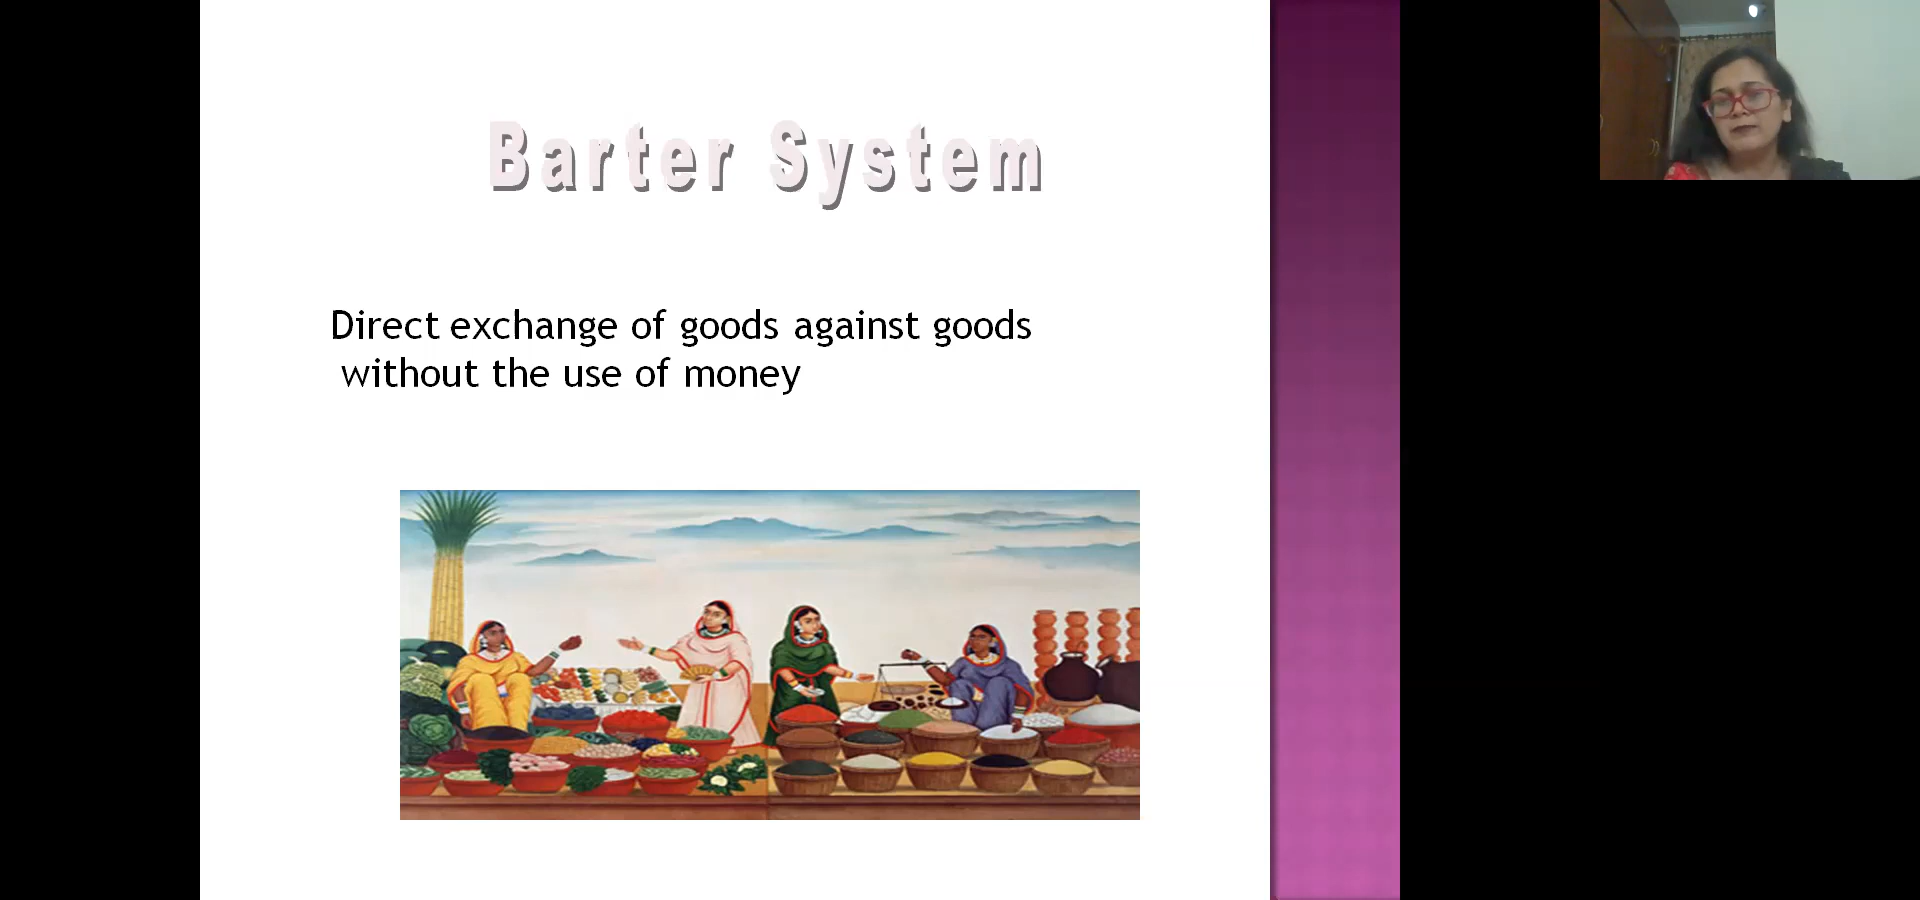 Barter System
Direct exchange of goods against goods
without the use of money